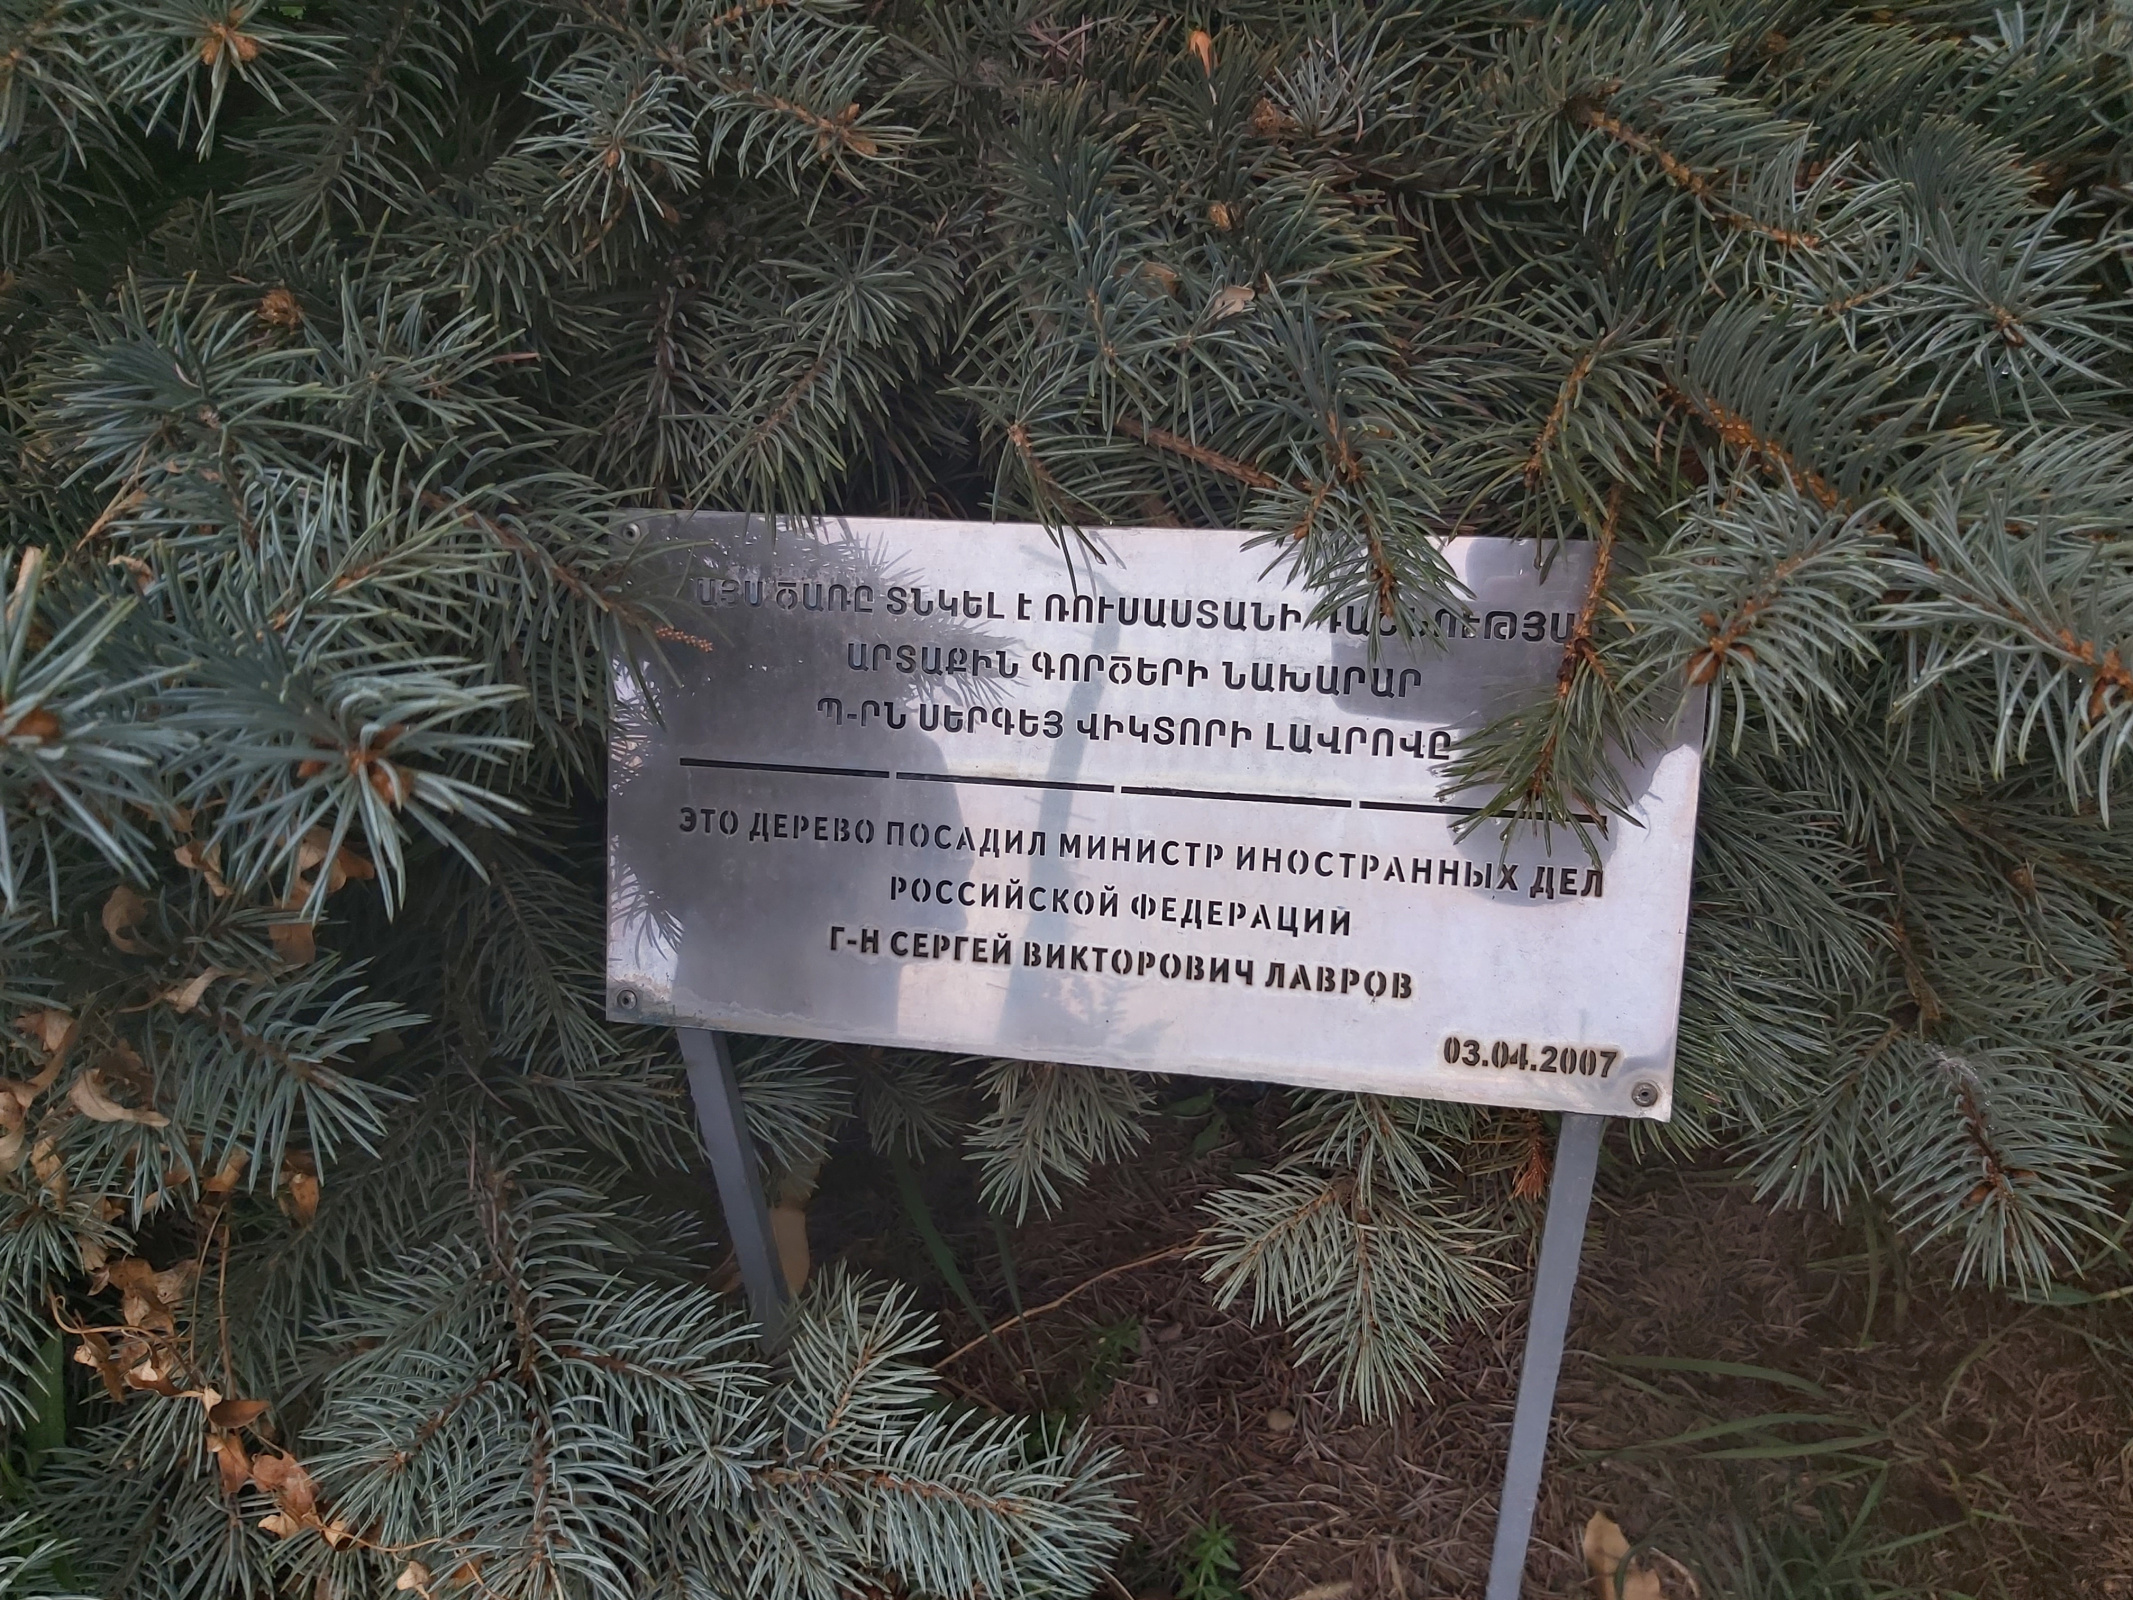 ԱՅՍ ԾԱՌԸ ՏՆԿԵԼ Է ՌՈՒՍԱՍՏԱՆԻ
ԱՐՏԱՔԻՆ ԳՈՐԾԵՐԻ ՆԱԽԱՐԱՐ
Պ-ՐՆ ՍԵՐԳԵՅ ՎԻԿՏՈՐԻ ԼԱՎՐՈՎԸ
ЭТО ДЕРЕВО ПОСАДИЛ МИНИСТР ИНОСТРАННЫХ ДЕЛ
РОССИЙСКОЙ ФЕДЕРАЦИИ
Г-Н СЕРГЕЙ ВИКТОРОВИЧ ЛАВРОВ
03.04.2007